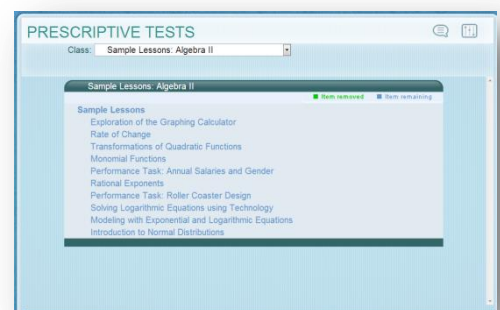 PRESCRIPTIVE TESTS
Class: Sample Lessons: Algebra II
Sample Lessons: Algebra II
Item removed Item remaining
Sample Lessons
Exploration of the Graphing Calculator
Rate of Change
Transformations of Quadratic Functions
Monomial Functions
Performance Task: Annual Salaries and Gender
Rational Exponents
Performance Task: Roller Coaster Design
Solving Logarithmic Equations using Technology
Modeling with Exponential and Logarithmic Equations
Introduction to Normal Distributions